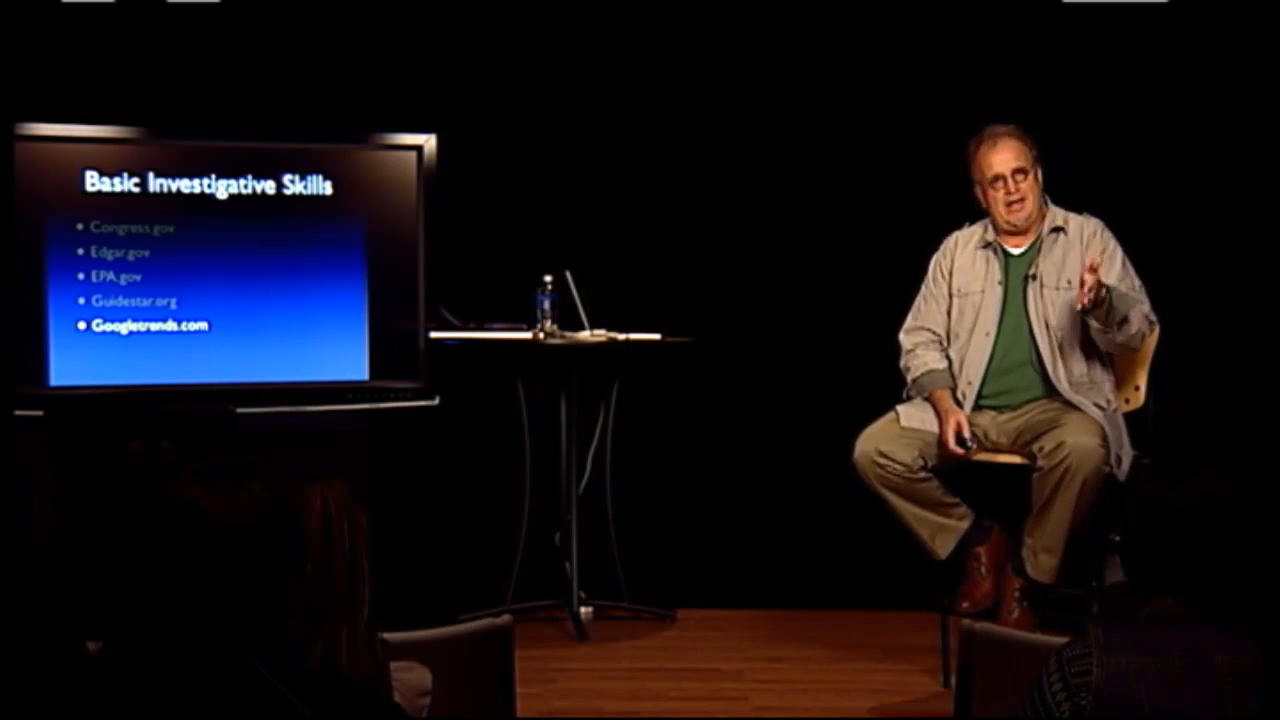 Basic Investigative Skills
• Congress.gov
• Edgar.gov
• EPA.gov
• Guidestar.org
• Googletrends.com